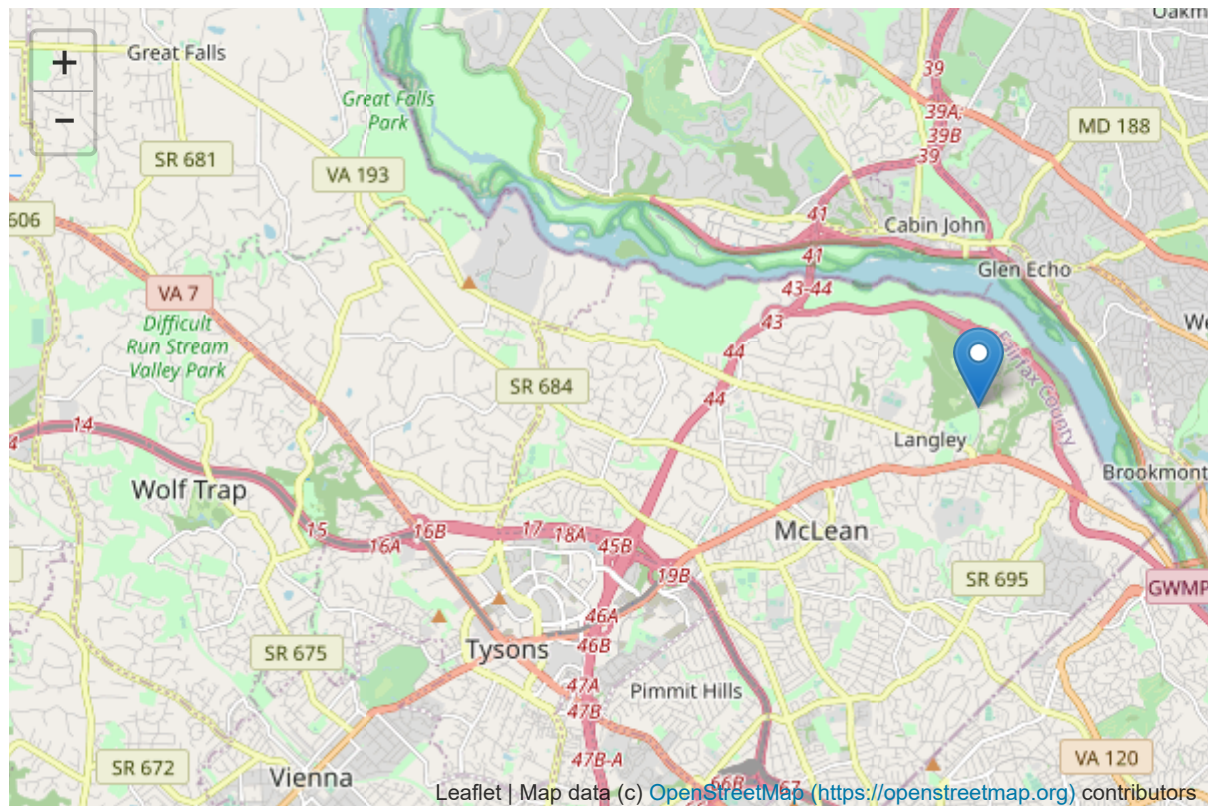 Oakm
Great Falls
+
−
Great Falls
Park
39
39A;
39B
39
MD 188
SR 681
VA 193
606
41
Cabin John
41
Glen Echo
VA 7
43-44
43
Difficult
Run Stream
Valley Park
We
44
Fairfax County
SR 684
44
14
4
Langley
Brookmont
Wolf Trap
15
16A
16B
17
18A
45B
McLean
19B
SR 695
GWMP
46A
46B
Tysons
SR 675
47A
47B
Pimmit Hills
47B-A
VA 120
SR 672
Vienna
66B
67
Leaflet | Map data (c) OpenStreetMap (https://openstreetmap.org) contributors